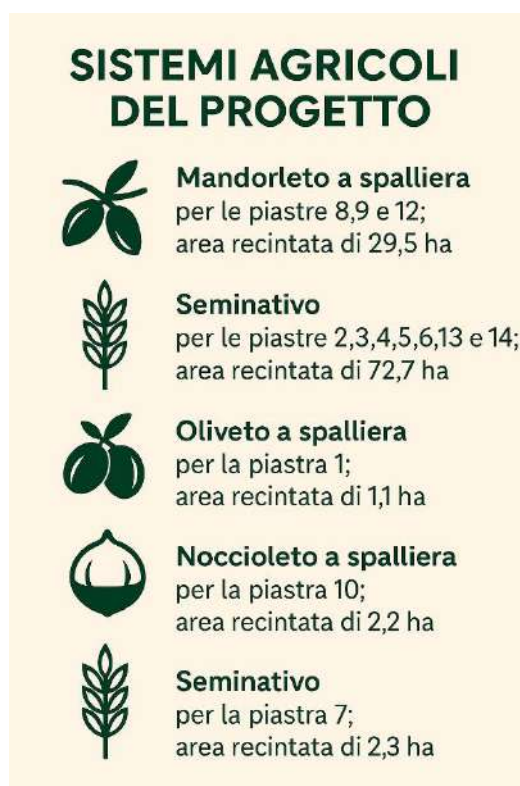 SISTEMI AGRICOLI
DEL PROGETTO
Mandorleto a spalliera
per le piastre 8,9 e 12;
area recintata di 29,5 ha
Seminativo
per le piastre 2,3,4,5,6,13 e 14;
area recintata di 72,7 ha
Oliveto a spalliera
per la piastra 1;
area recintata di 1,1 ha
Noccioleto a spalliera
per la piastra 10;
area recintata di 2,2 ha
Seminativo
per la piastra 7;
area recintata di 2,3 ha